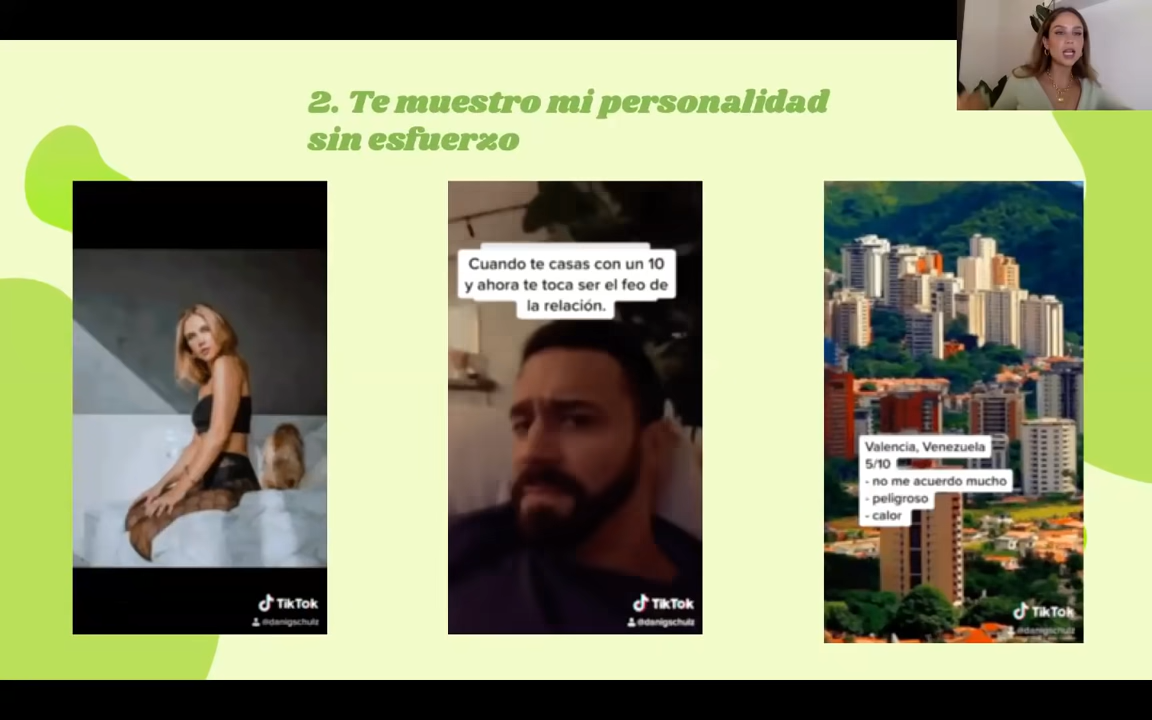 2. Te muestro mi personalidad
sin esfuerzo
TikTok
@danigschulz
Cuando te casas con un 10
y ahora te toca ser el feo de
la relación.
TikTok
@danigschulz
Valencia, Venezuela
5/10
- no me acuerdo mucho
- peligroso
- calor
TikTok
@danigschulz